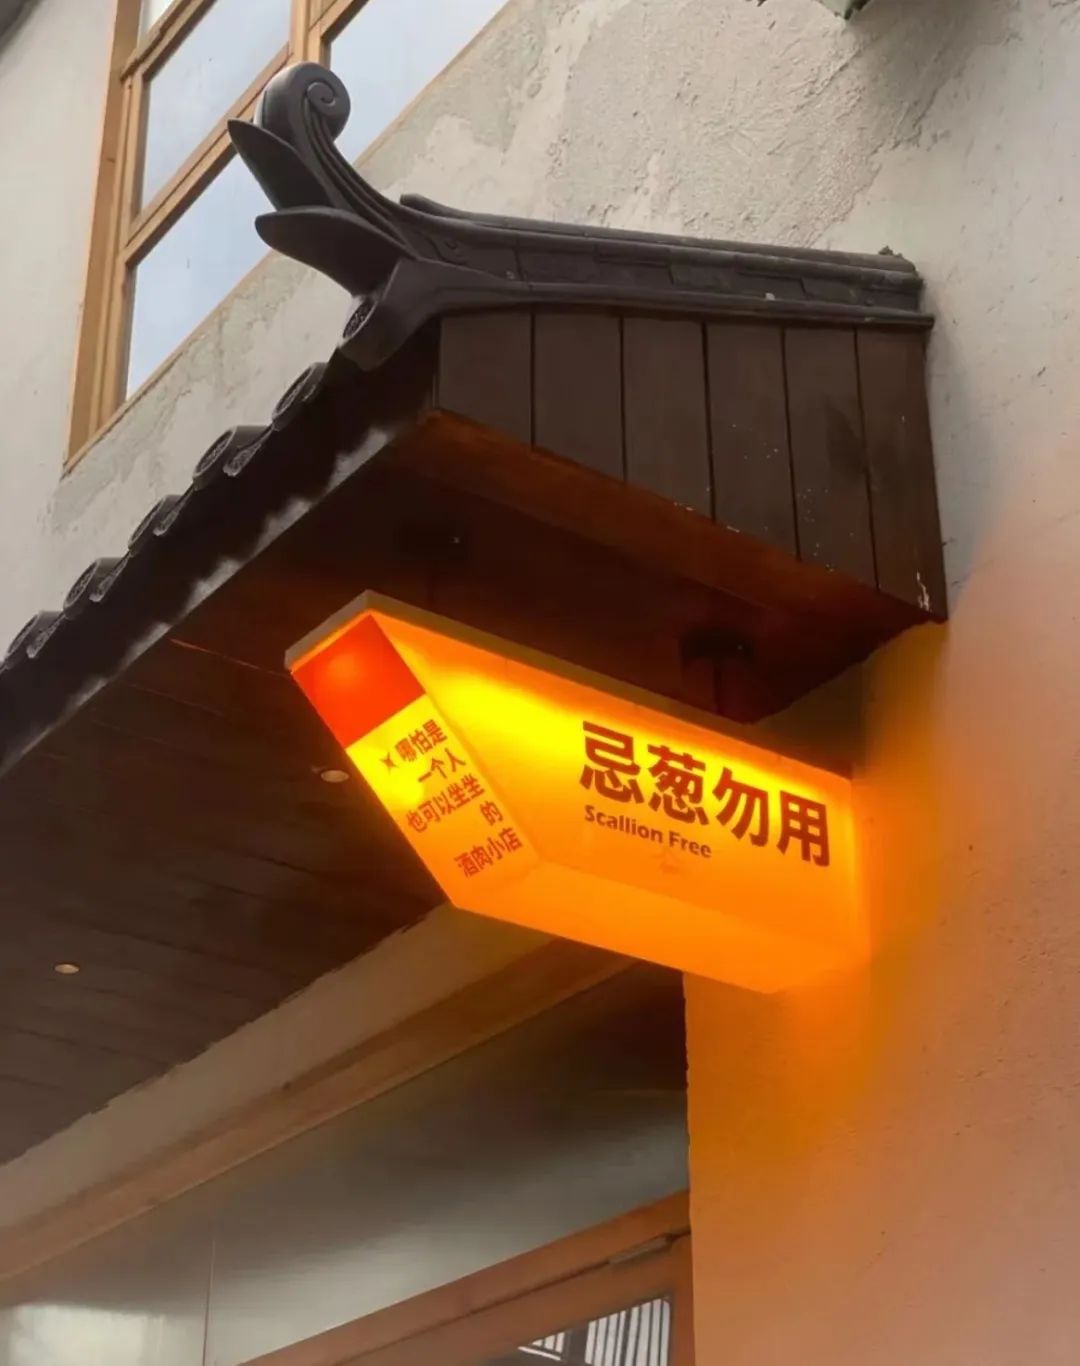 哪怕是
一个人
也可以坐坐
的
酒肉小店
忌葱勿用
Scallion Free